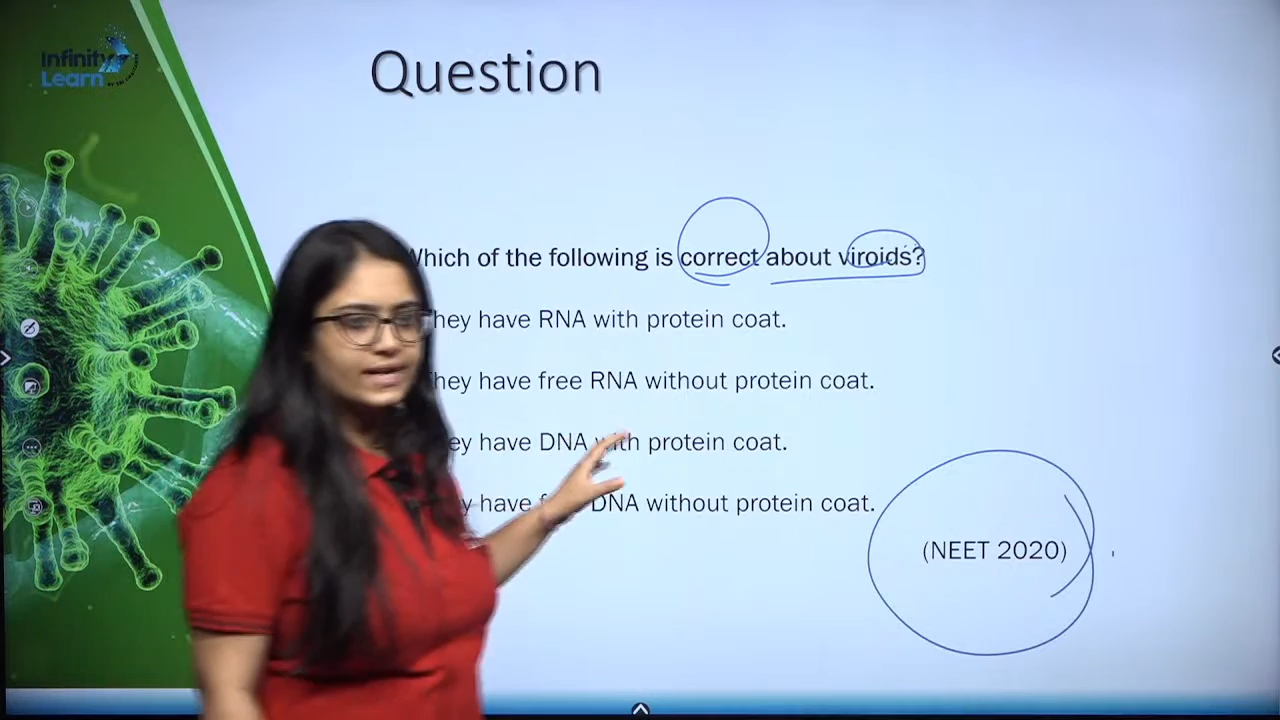 Infinity
Learn
Question
Which of the following is correct about viroids?
They have RNA with protein coat.
They have free RNA without protein coat.
have DNA with protein coat.
have DNA without protein coat.
(NEET 2020)